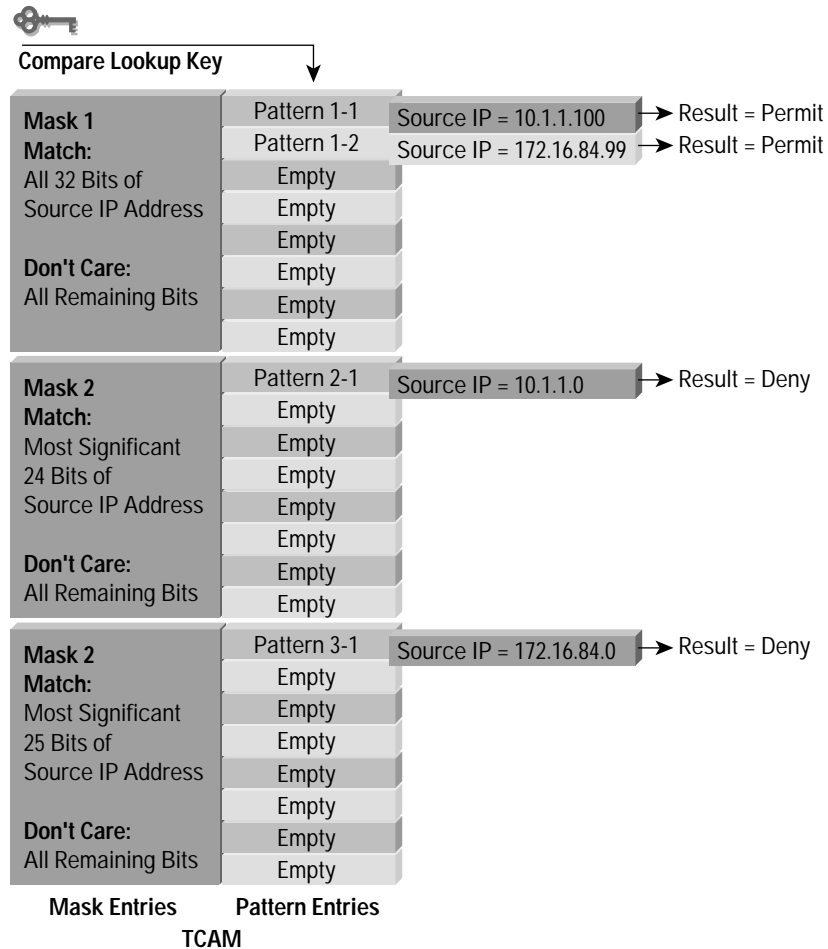 Compare Lookup Key
Mask 1
Match:
All 32 Bits of
Source IP Address
Don't Care:
All Remaining Bits
Pattern 1-1
Source IP = 10.1.1.100
Result = Permit
Pattern 1-2
Source IP = 172.16.84.99
Result = Permit
Empty
Empty
Empty
Empty
Empty
Empty
Mask 2
Match:
Most Significant
24 Bits of
Source IP Address
Don't Care:
All Remaining Bits
Pattern 2-1
Source IP = 10.1.1.0
Result = Deny
Empty
Empty
Empty
Empty
Empty
Empty
Empty
Mask 2
Match:
Most Significant
25 Bits of
Source IP Address
Don't Care:
All Remaining Bits
Pattern 3-1
Source IP = 172.16.84.0
Result = Deny
Empty
Empty
Empty
Empty
Empty
Empty
Empty
Mask Entries
Pattern Entries
TCAM